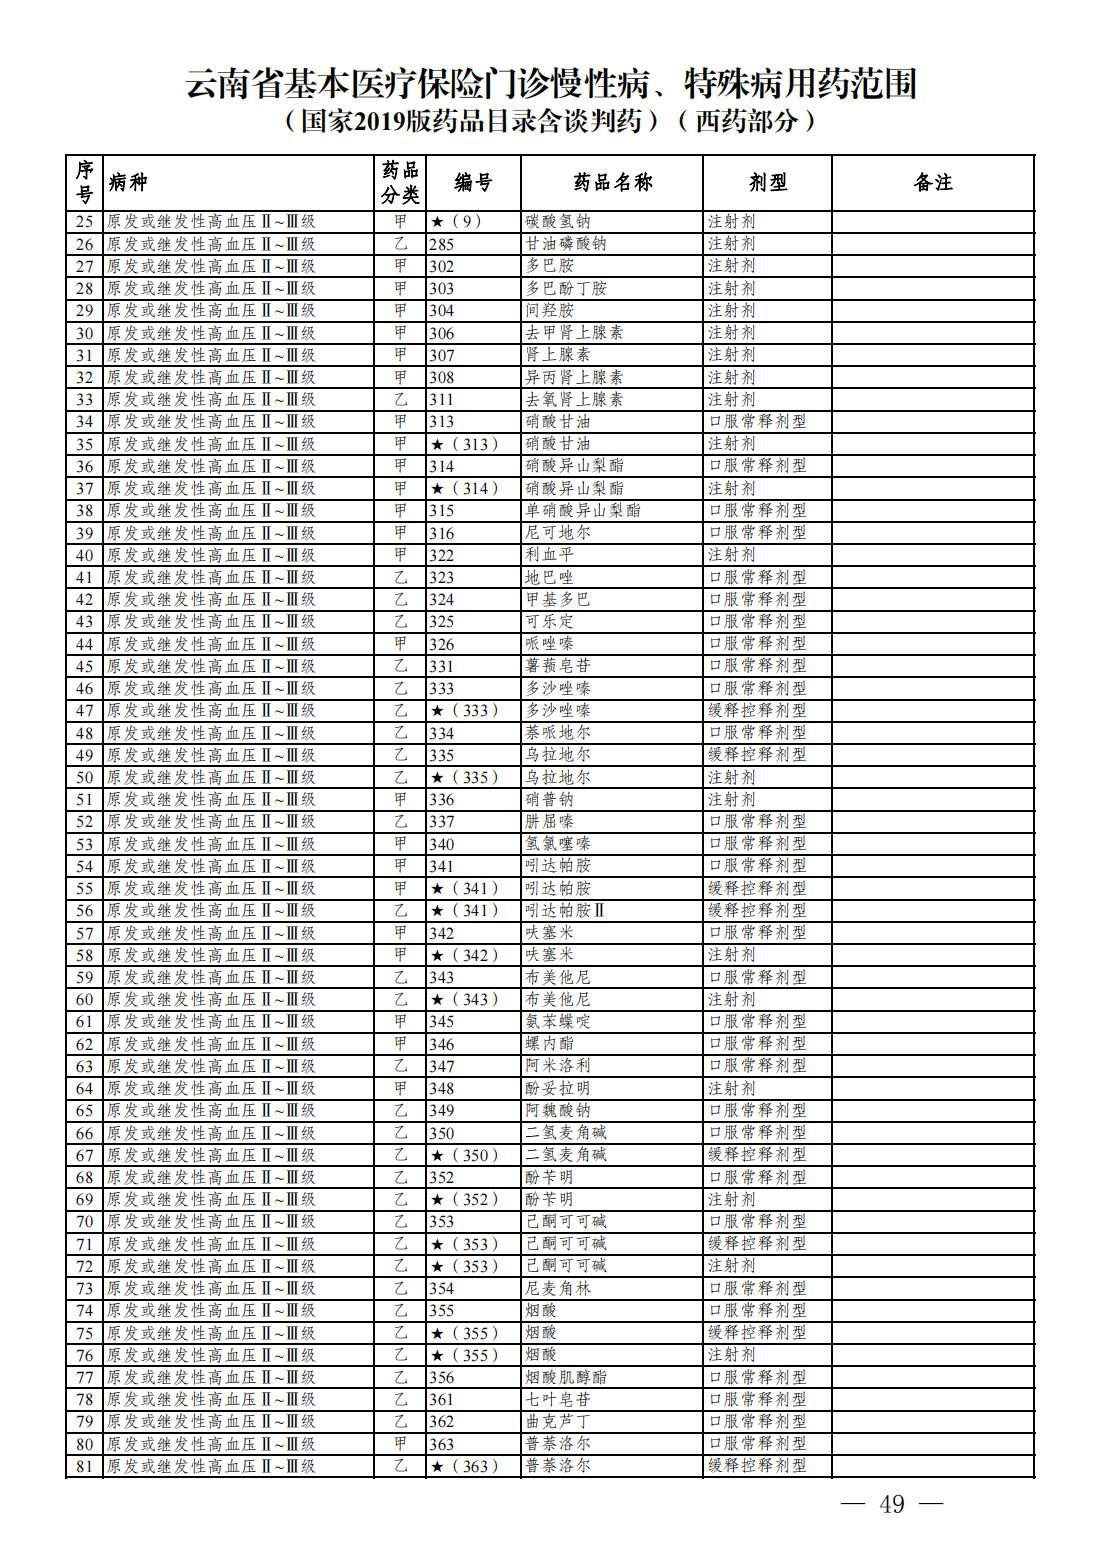 云南省基本医疗保险门诊慢性病、特殊病用药范围
（国家2019版药品目录含谈判药）（西药部分）
序号 病种 药品分类 编号 药品名称 剂型 备注
25 原发或继发性高血压Ⅱ~Ⅲ级 甲 ★（9） 碳酸氢钠 注射剂
26 原发或继发性高血压Ⅱ~Ⅲ级 乙 285 甘油磷酸钠 注射剂
27 原发或继发性高血压Ⅱ~Ⅲ级 甲 302 多巴胺 注射剂
28 原发或继发性高血压Ⅱ~Ⅲ级 甲 303 多巴酚丁胺 注射剂
29 原发或继发性高血压Ⅱ~Ⅲ级 甲 304 间羟胺 注射剂
30 原发或继发性高血压Ⅱ~Ⅲ级 甲 306 去甲肾上腺素 注射剂
31 原发或继发性高血压Ⅱ~Ⅲ级 甲 307 肾上腺素 注射剂
32 原发或继发性高血压Ⅱ~Ⅲ级 甲 308 异丙肾上腺素 注射剂
33 原发或继发性高血压Ⅱ~Ⅲ级 乙 311 去氧肾上腺素 注射剂
34 原发或继发性高血压Ⅱ~Ⅲ级 甲 313 硝酸甘油 口服常释剂型
35 原发或继发性高血压Ⅱ~Ⅲ级 甲 ★（313） 硝酸甘油 注射剂
36 原发或继发性高血压Ⅱ~Ⅲ级 甲 314 硝酸异山梨酯 口服常释剂型
37 原发或继发性高血压Ⅱ~Ⅲ级 甲 ★（314） 硝酸异山梨酯 注射剂
38 原发或继发性高血压Ⅱ~Ⅲ级 甲 315 单硝酸异山梨酯 口服常释剂型
39 原发或继发性高血压Ⅱ~Ⅲ级 甲 316 尼可地尔 口服常释剂型
40 原发或继发性高血压Ⅱ~Ⅲ级 甲 322 利血平 注射剂
41 原发或继发性高血压Ⅱ~Ⅲ级 乙 323 地巴唑 口服常释剂型
42 原发或继发性高血压Ⅱ~Ⅲ级 乙 324 甲基多巴 口服常释剂型
43 原发或继发性高血压Ⅱ~Ⅲ级 乙 325 可乐定 口服常释剂型
44 原发或继发性高血压Ⅱ~Ⅲ级 甲 326 哌唑嗪 口服常释剂型
45 原发或继发性高血压Ⅱ~Ⅲ级 乙 331 薯蓣皂苷 口服常释剂型
46 原发或继发性高血压Ⅱ~Ⅲ级 乙 333 多沙唑嗪 口服常释剂型
47 原发或继发性高血压Ⅱ~Ⅲ级 乙 ★（333） 多沙唑嗪 缓释控释剂型
48 原发或继发性高血压Ⅱ~Ⅲ级 乙 334 萘哌地尔 口服常释剂型
49 原发或继发性高血压Ⅱ~Ⅲ级 乙 335 乌拉地尔 缓释控释剂型
50 原发或继发性高血压Ⅱ~Ⅲ级 乙 ★（335） 乌拉地尔 注射剂
51 原发或继发性高血压Ⅱ~Ⅲ级 甲 336 硝普钠 注射剂
52 原发或继发性高血压Ⅱ~Ⅲ级 乙 337 肼屈嗪 口服常释剂型
53 原发或继发性高血压Ⅱ~Ⅲ级 甲 340 氢氯噻嗪 口服常释剂型
54 原发或继发性高血压Ⅱ~Ⅲ级 甲 341 吲达帕胺 口服常释剂型
55 原发或继发性高血压Ⅱ~Ⅲ级 甲 ★（341） 吲达帕胺 缓释控释剂型
56 原发或继发性高血压Ⅱ~Ⅲ级 乙 ★（341） 吲达帕胺Ⅱ 缓释控释剂型
57 原发或继发性高血压Ⅱ~Ⅲ级 甲 342 呋塞米 口服常释剂型
58 原发或继发性高血压Ⅱ~Ⅲ级 甲 ★（342） 呋塞米 注射剂
59 原发或继发性高血压Ⅱ~Ⅲ级 乙 343 布美他尼 口服常释剂型
60 原发或继发性高血压Ⅱ~Ⅲ级 乙 ★（343） 布美他尼 注射剂
61 原发或继发性高血压Ⅱ~Ⅲ级 甲 345 氨苯蝶啶 口服常释剂型
62 原发或继发性高血压Ⅱ~Ⅲ级 甲 346 螺内酯 口服常释剂型
63 原发或继发性高血压Ⅱ~Ⅲ级 乙 347 阿米洛利 口服常释剂型
64 原发或继发性高血压Ⅱ~Ⅲ级 甲 348 酚妥拉明 注射剂
65 原发或继发性高血压Ⅱ~Ⅲ级 乙 349 阿魏酸钠 口服常释剂型
66 原发或继发性高血压Ⅱ~Ⅲ级 乙 350 二氢麦角碱 口服常释剂型
67 原发或继发性高血压Ⅱ~Ⅲ级 乙 ★（350） 二氢麦角碱 缓释控释剂型
68 原发或继发性高血压Ⅱ~Ⅲ级 乙 352 酚苄明 口服常释剂型
69 原发或继发性高血压Ⅱ~Ⅲ级 乙 ★（352） 酚苄明 注射剂
70 原发或继发性高血压Ⅱ~Ⅲ级 乙 353 己酮可可碱 口服常释剂型
71 原发或继发性高血压Ⅱ~Ⅲ级 乙 ★（353） 己酮可可碱 缓释控释剂型
72 原发或继发性高血压Ⅱ~Ⅲ级 乙 ★（353） 己酮可可碱 注射剂
73 原发或继发性高血压Ⅱ~Ⅲ级 乙 354 尼麦角林 口服常释剂型
74 原发或继发性高血压Ⅱ~Ⅲ级 乙 355 烟酸 口服常释剂型
75 原发或继发性高血压Ⅱ~Ⅲ级 乙 ★（355） 烟酸 缓释控释剂型
76 原发或继发性高血压Ⅱ~Ⅲ级 乙 ★（355） 烟酸 注射剂
77 原发或继发性高血压Ⅱ~Ⅲ级 乙 356 烟酸肌醇酯 口服常释剂型
78 原发或继发性高血压Ⅱ~Ⅲ级 乙 361 七叶皂苷 口服常释剂型
79 原发或继发性高血压Ⅱ~Ⅲ级 乙 362 曲克芦丁 口服常释剂型
80 原发或继发性高血压Ⅱ~Ⅲ级 甲 363 普萘洛尔 口服常释剂型
81 原发或继发性高血压Ⅱ~Ⅲ级 乙 ★（363） 普萘洛尔 缓释控释剂型
— 49 —